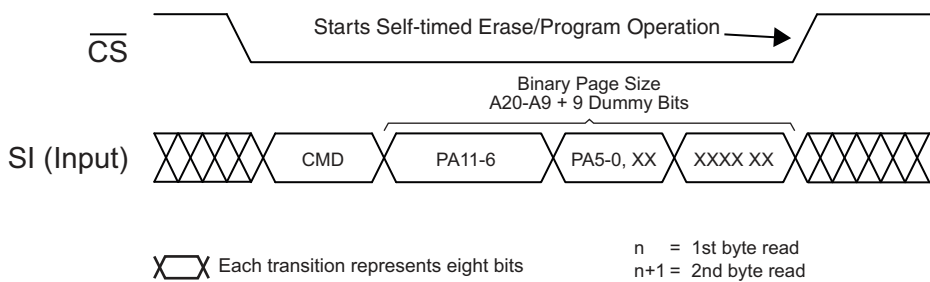 Starts Self-timed Erase/Program Operation
CS
Binary Page Size
A20-A9 + 9 Dummy Bits
SI (Input)
CMD
PA11-6
PA5-0, XX
XXXX XX
Each transition represents eight bits
n = 1st byte read
n+1 = 2nd byte read